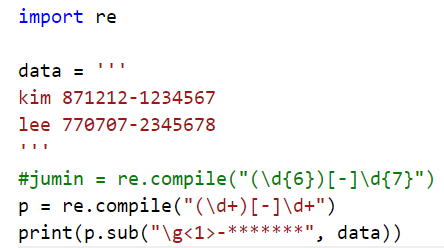 import re
data = '''
kim 871212-1234567
lee 770707-2345678
'''
#jumin = re.compile("(\d{6})[-]\d{7}")
p = re.compile("(\d+)[-]\d+")
print(p.sub("\g<1>-*******", data))